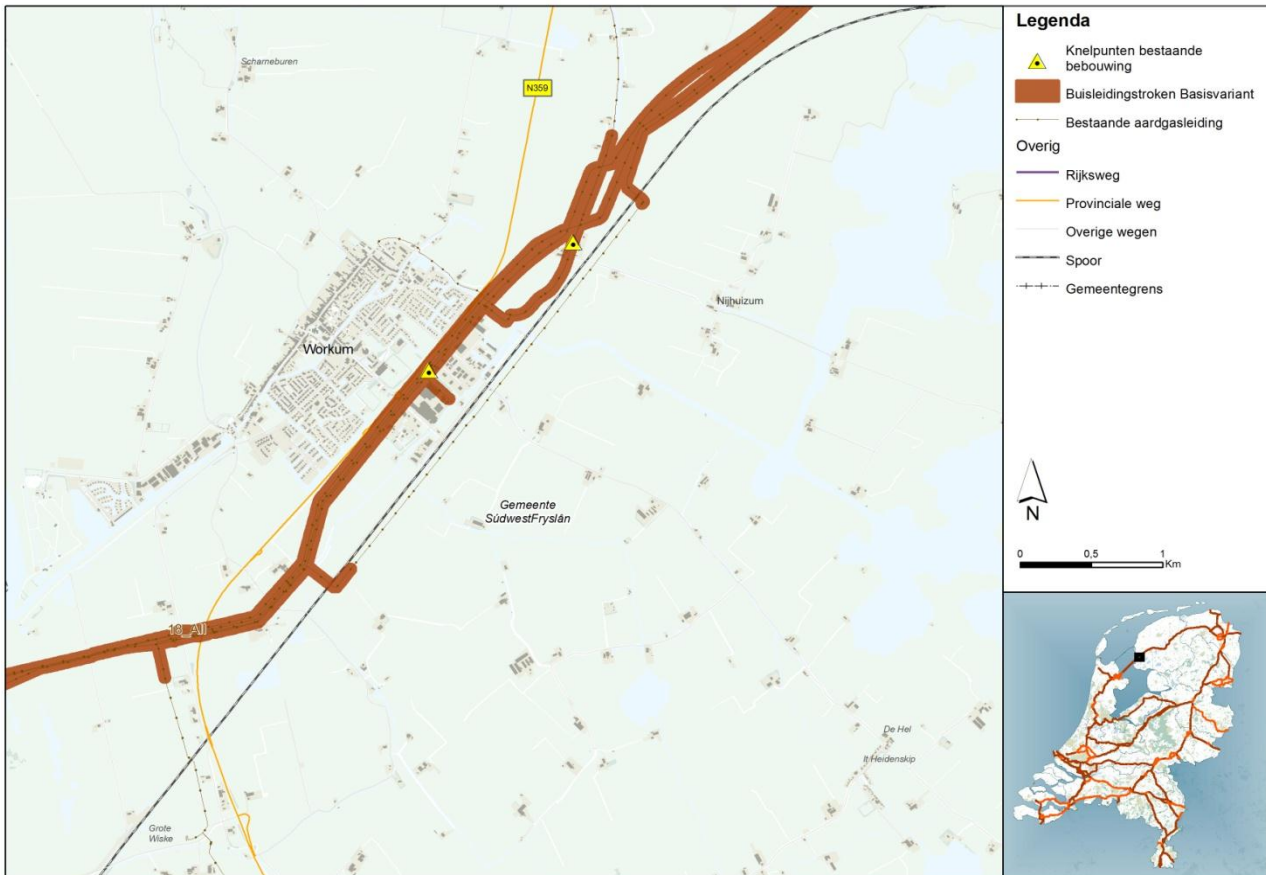 Scharneburen
N359
Nijhuizum
Workum
Gemeente
SúdwestFryslân
18_All
De Hel
It Heidenskip
Grote
Wiske
Legenda
Knelpunten bestaande
bebouwing
Buisleidingstroken Basisvariant
Bestaande aardgasleiding
Overig
Rijksweg
Provinciale weg
Overige wegen
Spoor
Gemeentegrens
N
0 0,5 1
Km